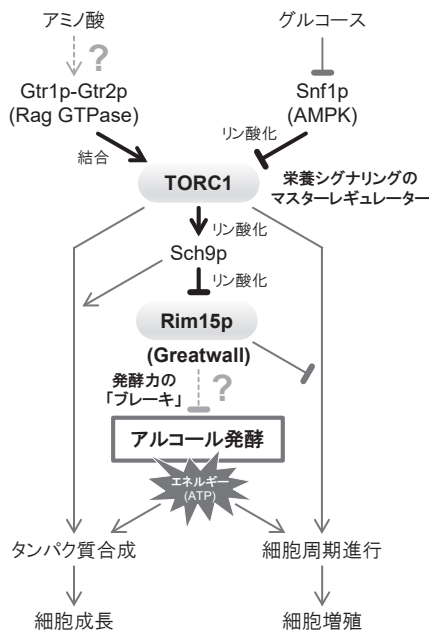 アミノ酸
グルコース
?
Gtr1p-Gtr2p
(Rag GTPase)
Snf1p
(AMPK)
結合
リン酸化
TORC1
栄養シグナリングの
マスターレギュレーター
リン酸化
Sch9p
リン酸化
Rim15p
(Greatwall)
発酵力の
「ブレーキ」
?
アルコール発酵
エネルギー
(ATP)
タンパク質合成
細胞周期進行
細胞成長
細胞増殖